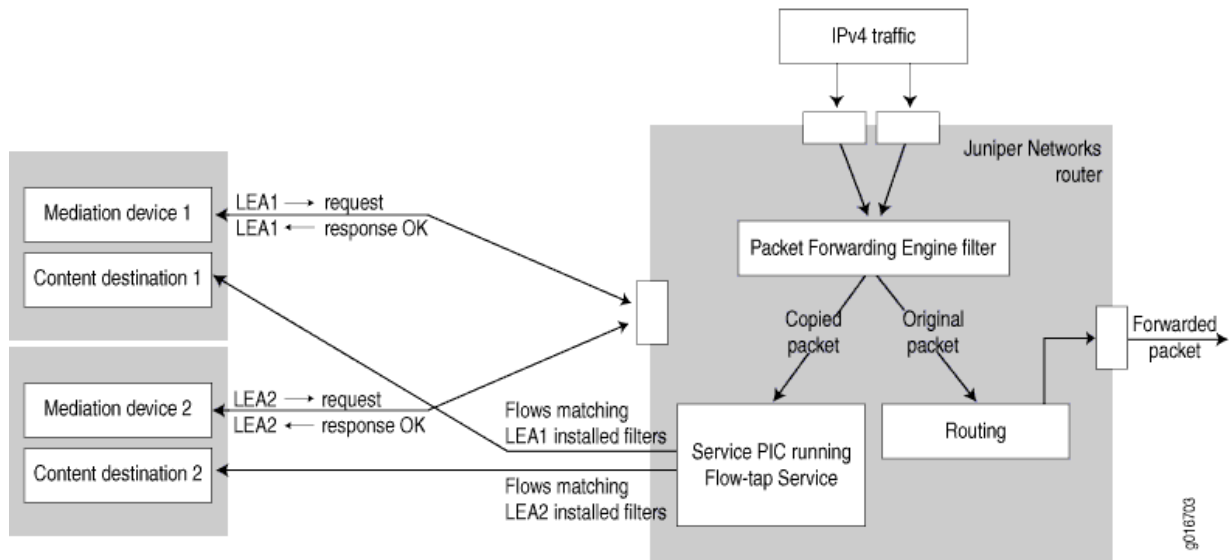 IPv4 traffic
Juniper Networks
router
Mediation device 1
LEA1 → request
LEA1 ← response OK
Content destination 1
Packet Forwarding Engine filter
Copied
packet
Original
packet
Forwarded
packet
Mediation device 2
LEA2 → request
LEA2 ← response OK
Content destination 2
Flows matching
LEA1 installed filters
Service PIC running
Flow-tap Service
Routing
Flows matching
LEA2 installed filters
g016703